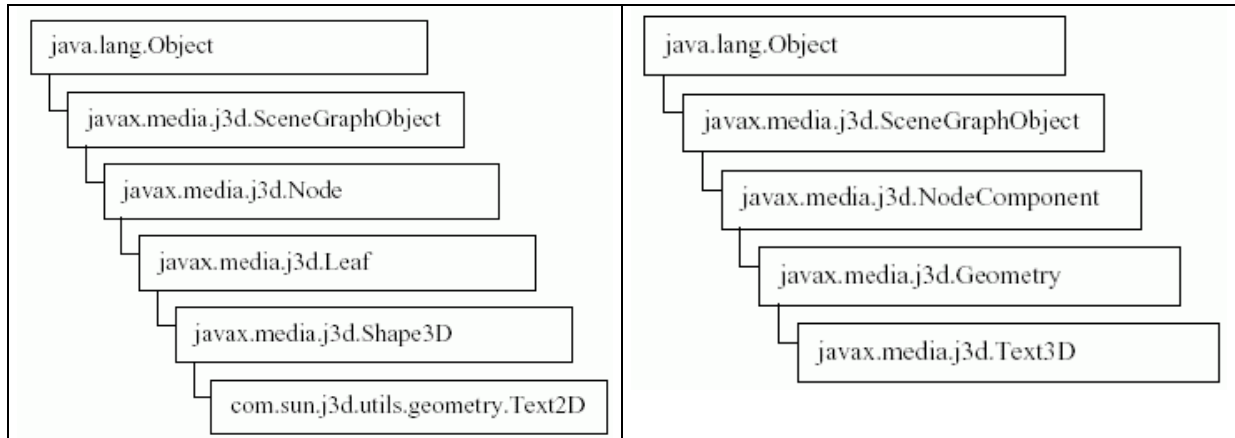 java.lang.Object
javax.media.j3d.SceneGraphObject
javax.media.j3d.Node
javax.media.j3d.Leaf
javax.media.j3d.Shape3D
com.sun.j3d.utils.geometry.Text2D
java.lang.Object
javax.media.j3d.SceneGraphObject
javax.media.j3d.NodeComponent
javax.media.j3d.Geometry
javax.media.j3d.Text3D